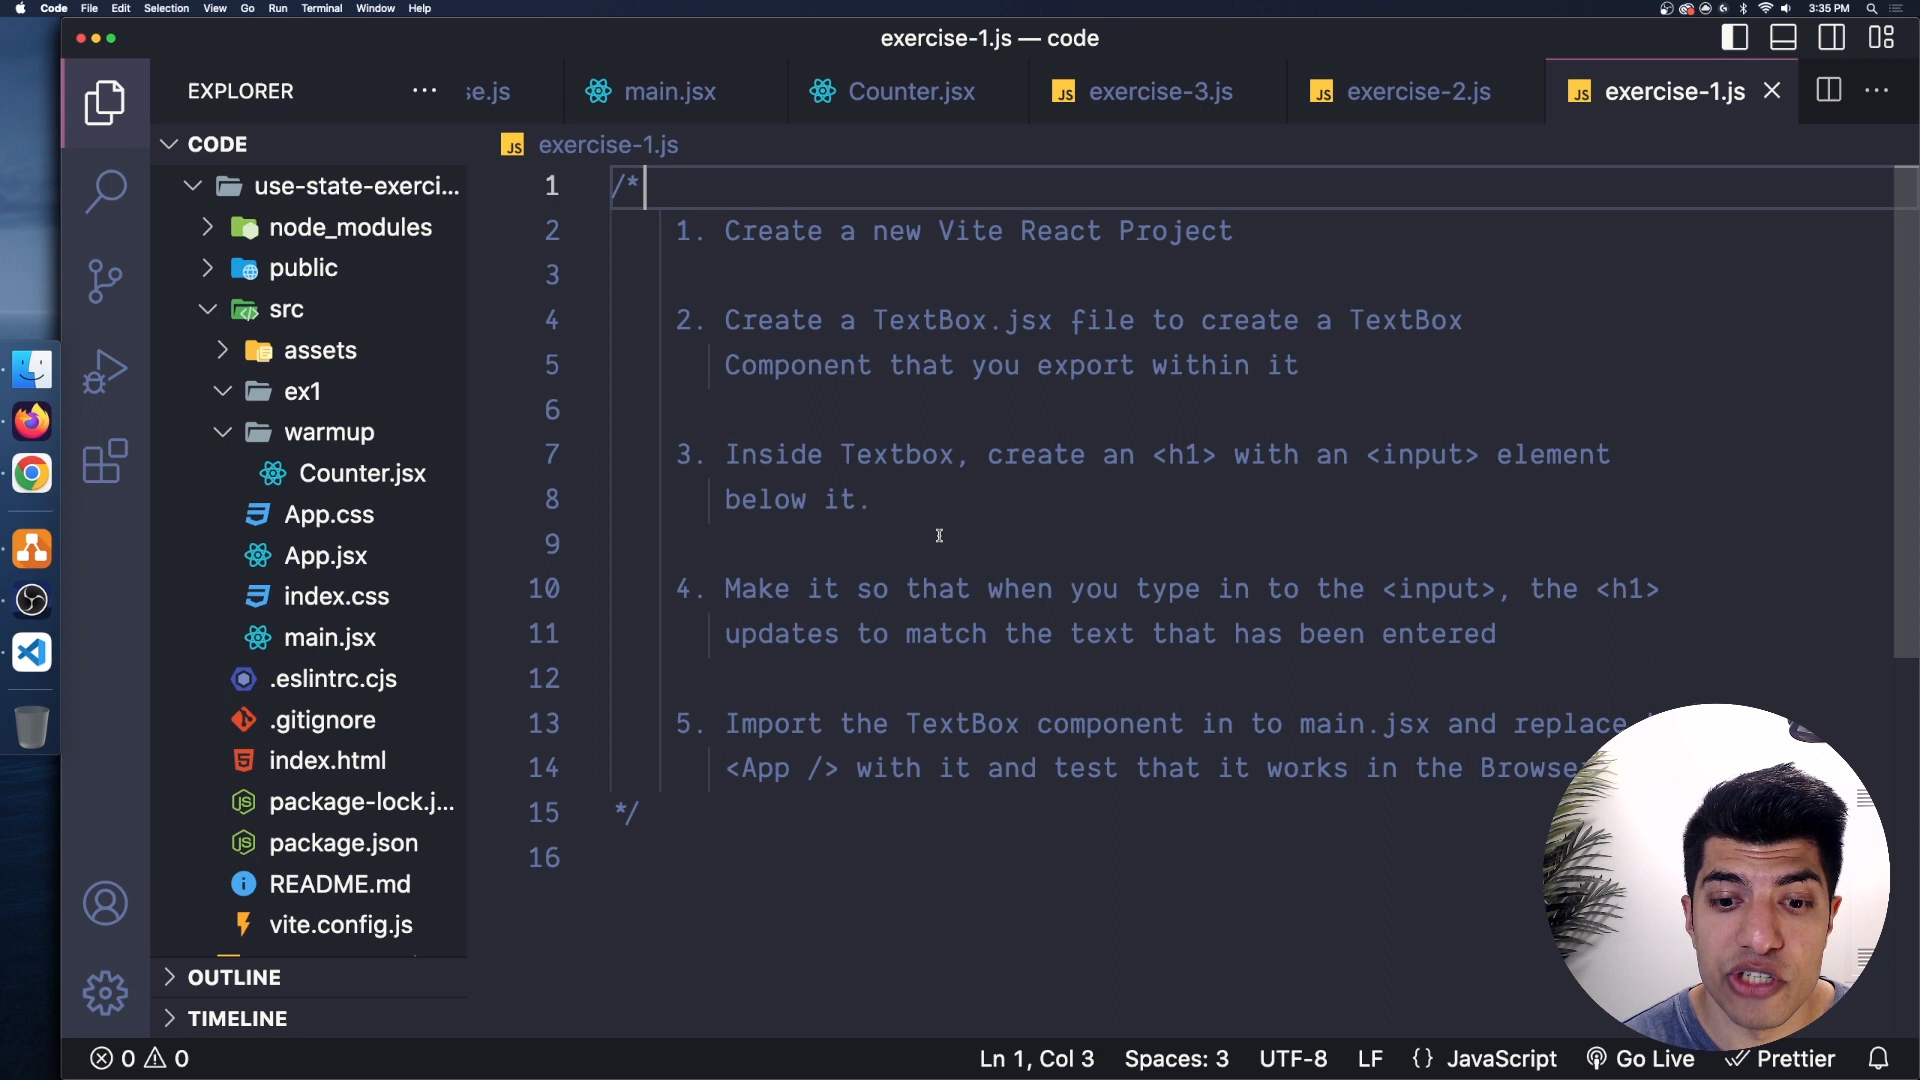 Code File Edit Selection View Go Run Terminal Window Help 3:35 PM
exercise-1.js — code
EXPLORER
se.js main.jsx Counter.jsx JS exercise-3.js JS exercise-2.js JS exercise-1.js
CODE
JS exercise-1.js
use-state-exerci...
node_modules
public
src
assets
ex1
warmup
Counter.jsx
App.css
App.jsx
index.css
main.jsx
.eslintrc.cjs
.gitignore
index.html
package-lock.j...
package.json
README.md
vite.config.js
OUTLINE
TIMELINE
1 /*
2 1. Create a new Vite React Project
3
4 2. Create a TextBox.jsx file to create a TextBox
5 Component that you export within it
6
7 3. Inside Textbox, create an <h1> with an <input> element
8 below it.
9
10 4. Make it so that when you type in to the <input>, the <h1>
11 updates to match the text that has been entered
12
13 5. Import the TextBox component in to main.jsx and replace
14 <App /> with it and test that it works in the
15 */
16
0 0 Ln 1, Col 3 Spaces: 3 UTF-8 LF {} JavaScript Go Live Prettier